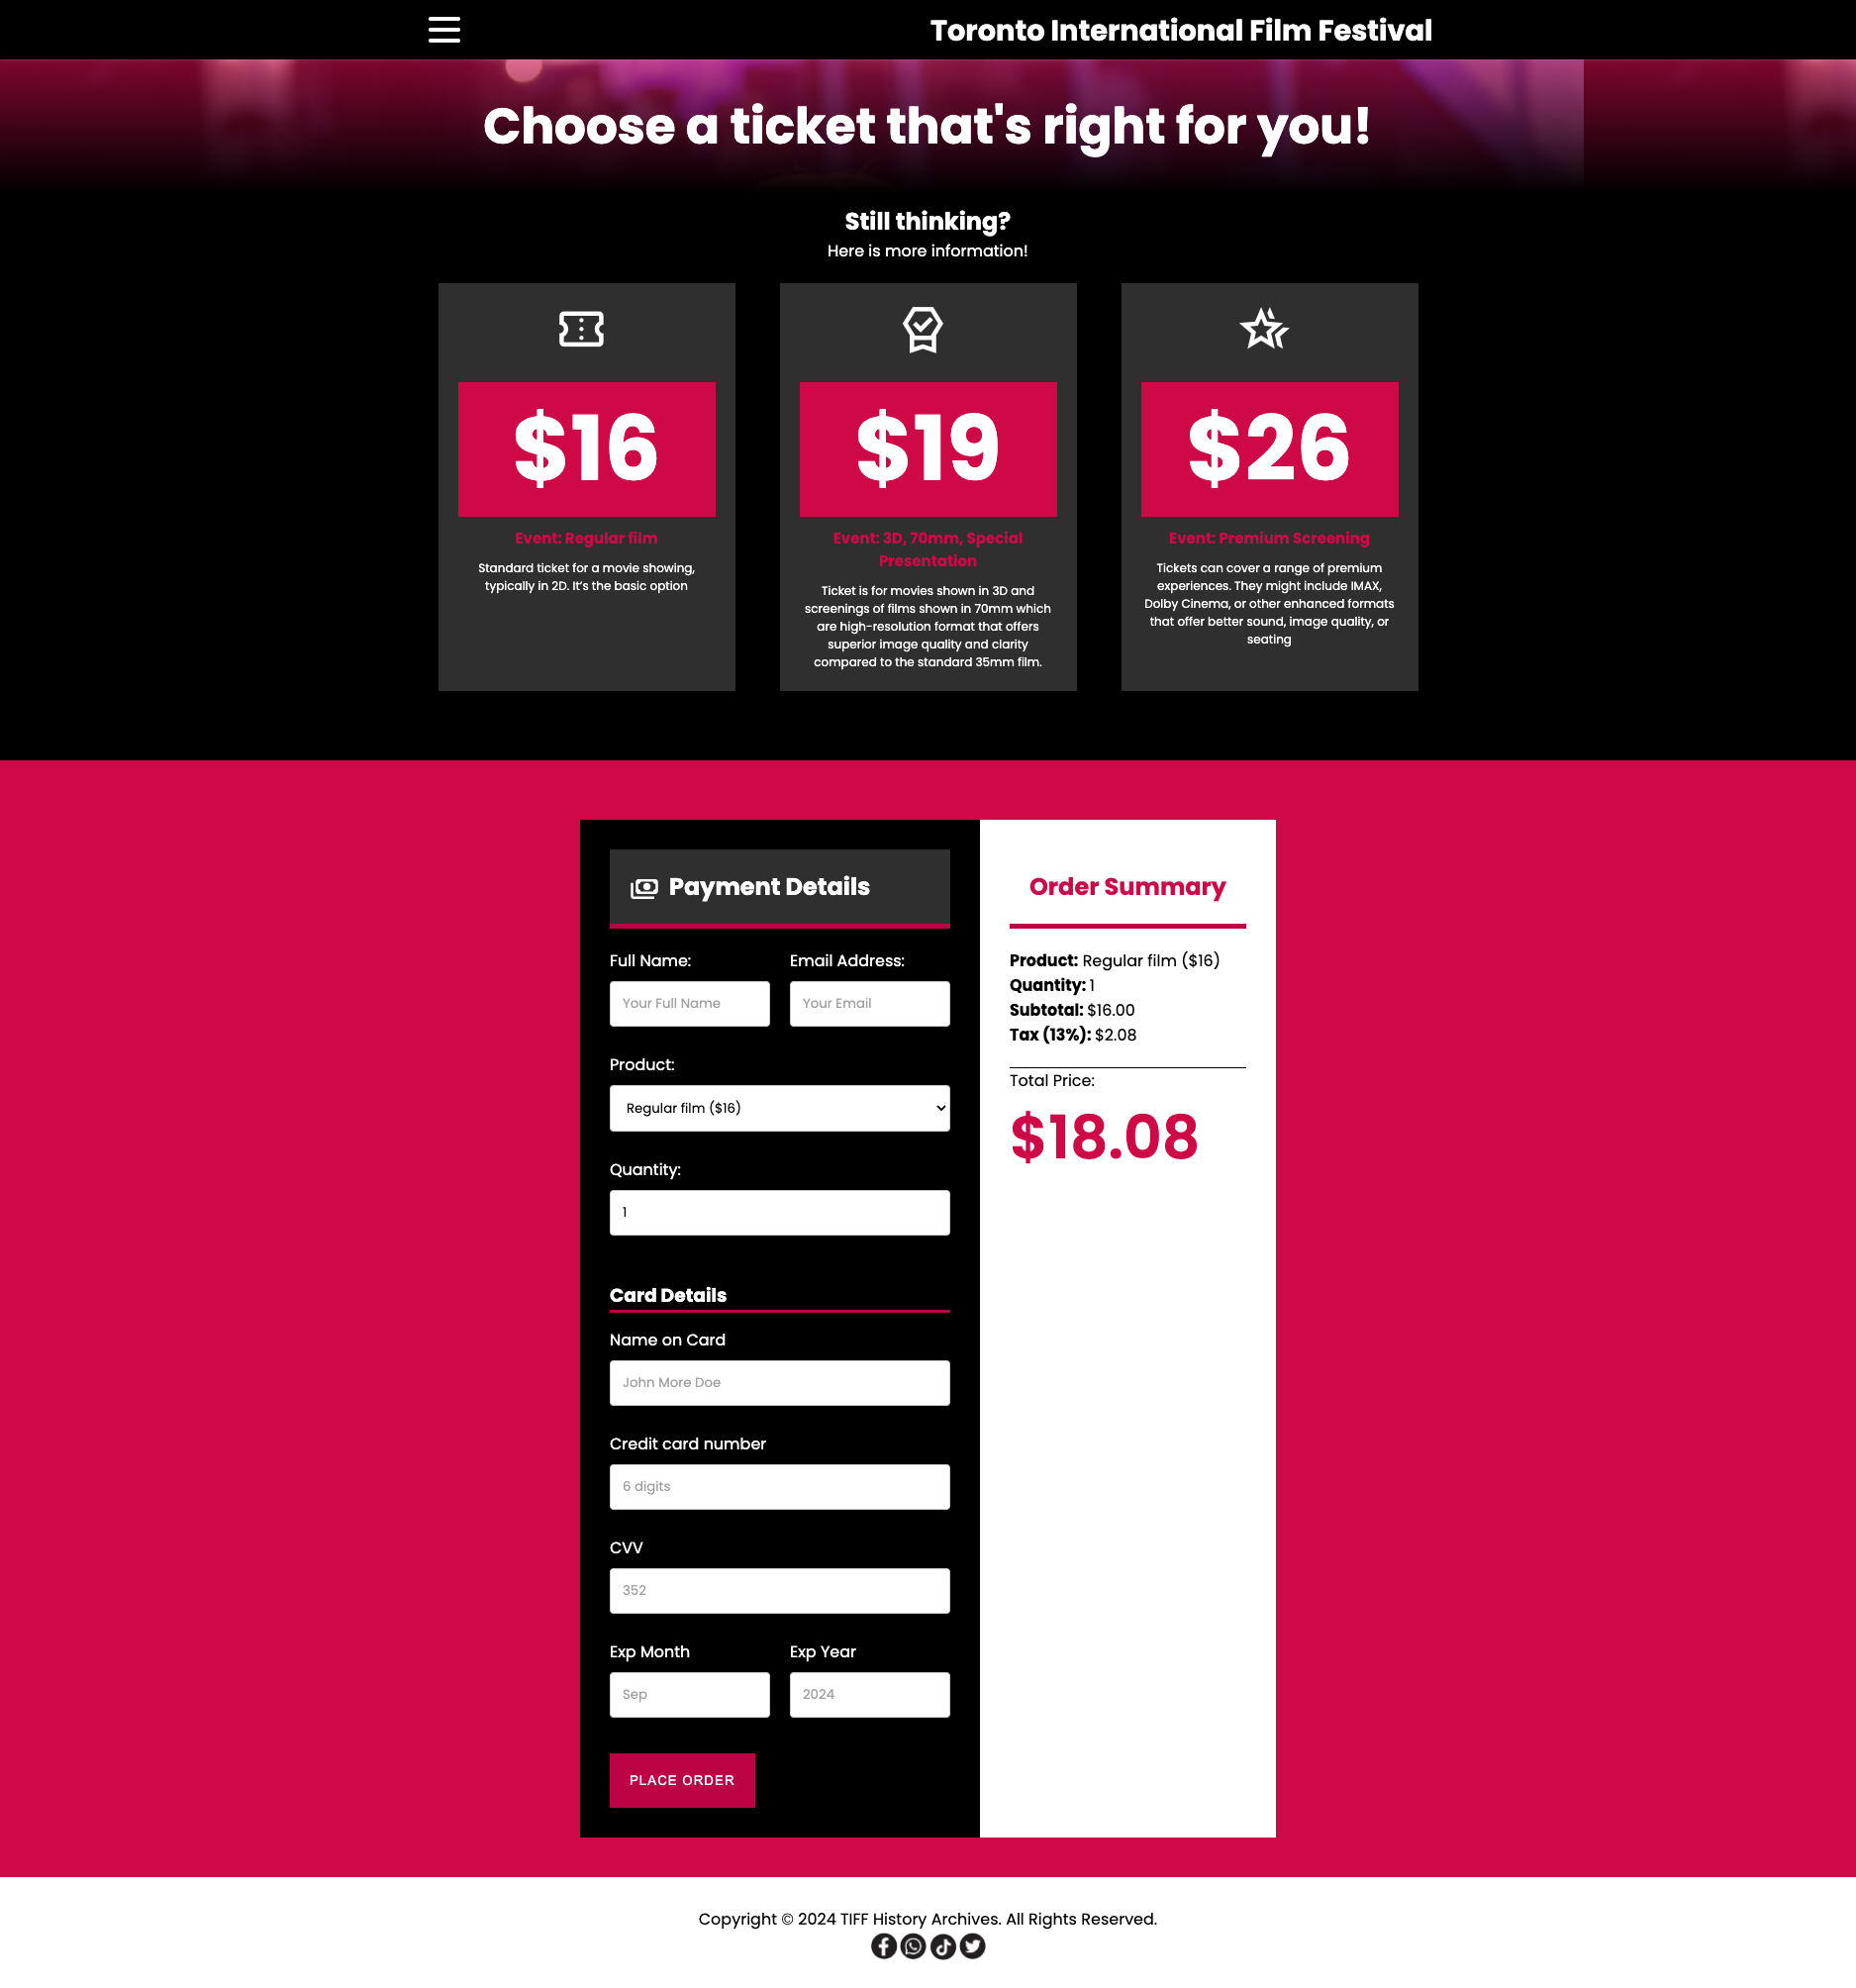 Toronto International Film Festival
Choose a ticket that's right for you!
Still thinking?
Here is more information!
$16
Event: Regular film
Standard ticket for a movie showing,
typically in 2D. It’s the basic option
$19
Event: 3D, 70mm, Special
Presentation
Ticket is for movies shown in 3D and
screenings of films shown in 70mm which
are high-resolution format that offers
superior image quality and clarity
compared to the standard 35mm film.
$26
Event: Premium Screening
Tickets can cover a range of premium
experiences. They might include IMAX,
Dolby Cinema, or other enhanced formats
that offer better sound, image quality, or
seating
Payment Details
Full Name:
Your Full Name
Email Address:
Your Email
Product:
Regular film ($16)
Quantity:
1
Card Details
Name on Card
John More Doe
Credit card number
6 digits
CVV
352
Exp Month
Sep
Exp Year
2024
PLACE ORDER
Order Summary
Product: Regular film ($16)
Quantity: 1
Subtotal: $16.00
Tax (13%): $2.08
Total Price:
$18.08
Copyright © 2024 TIFF History Archives. All Rights Reserved.